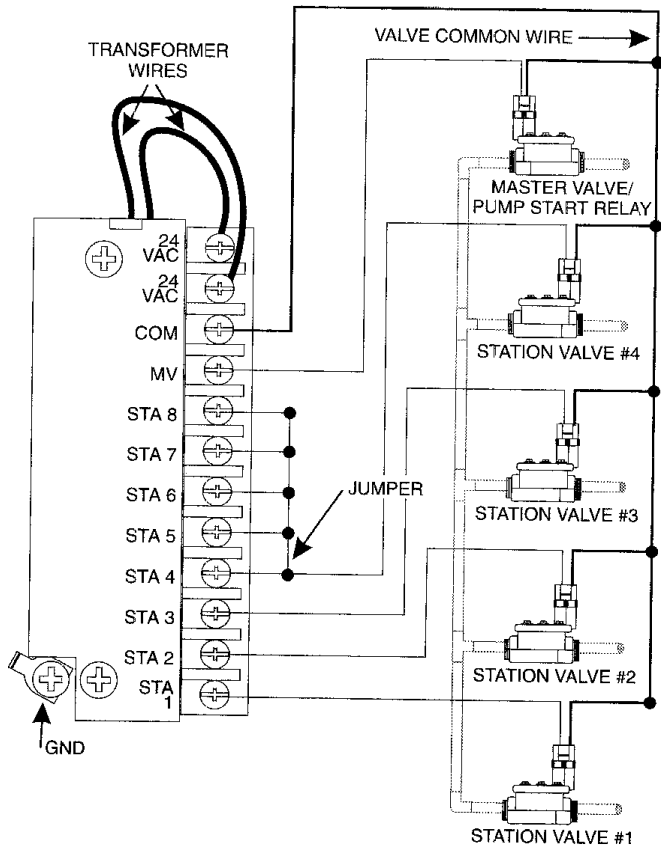 TRANSFORMER
WIRES
VALVE COMMON WIRE
MASTER VALVE/
PUMP START RELAY
24
VAC
24
VAC
COM
MV
STA 8
STA 7
STA 6
STA 5
STA 4
STA 3
STA 2
STA
1
JUMPER
GND
STATION VALVE #4
STATION VALVE #3
STATION VALVE #2
STATION VALVE #1